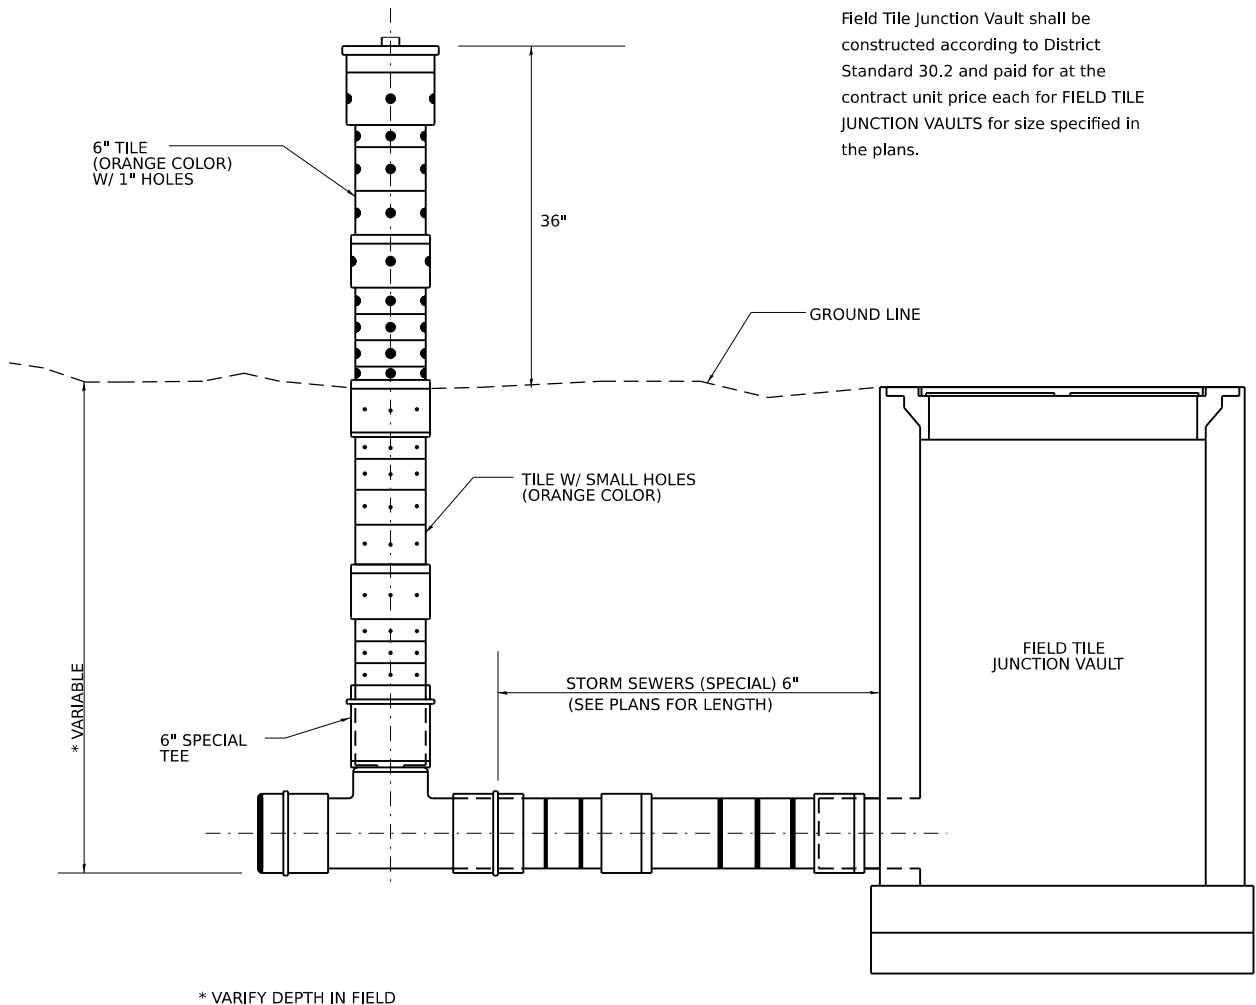 Field Tile Junction Vault shall be
constructed according to District
Standard 30.2 and paid for at the
contract unit price each for FIELD TILE
JUNCTION VAULTS for size specified in
the plans.
6" TILE
(ORANGE COLOR)
W/ 1" HOLES
36"
GROUND LINE
TILE W/ SMALL HOLES
(ORANGE COLOR)
FIELD TILE
JUNCTION VAULT
* VARIABLE
STORM SEWERS (SPECIAL) 6"
(SEE PLANS FOR LENGTH)
6" SPECIAL
TEE
* VARIFY DEPTH IN FIELD